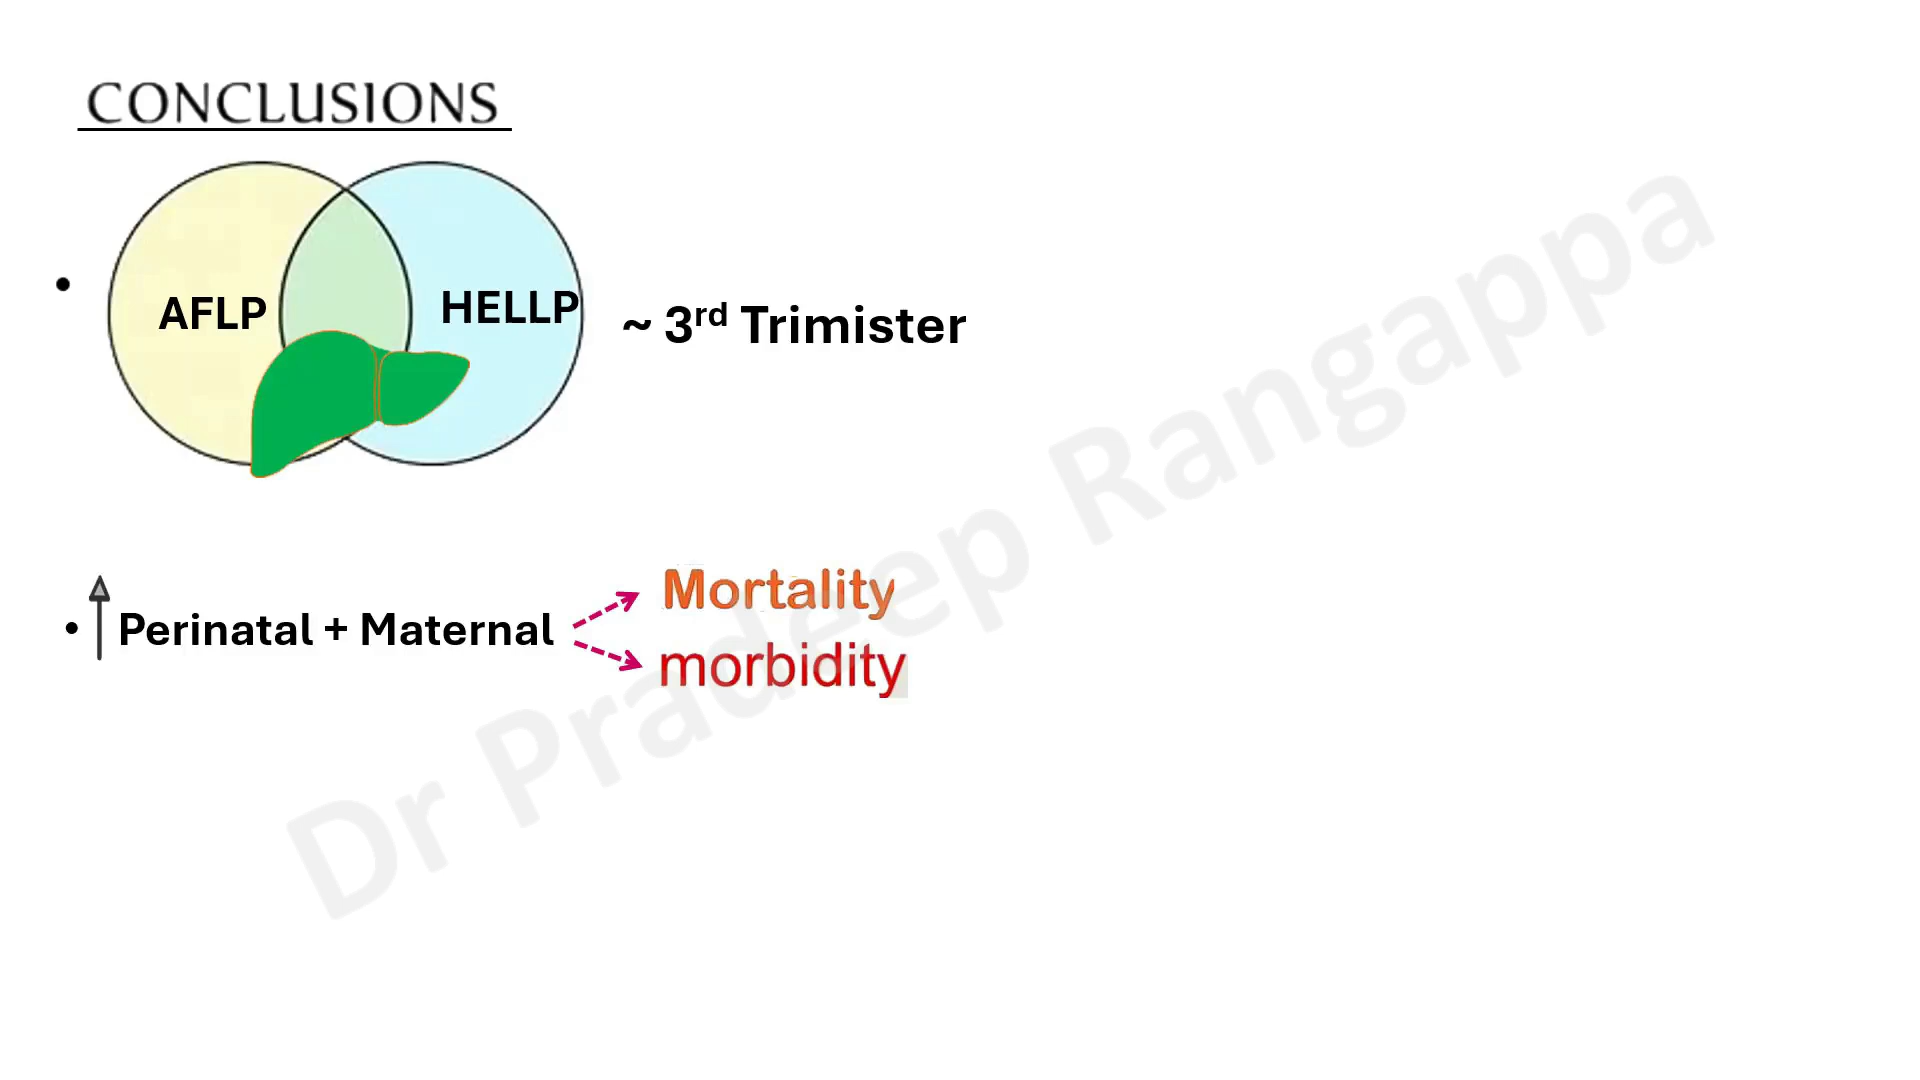 CONCLUSIONS
• AFLP HELLP ~ 3rd Trimister
• Perinatal + Maternal
Mortality
morbidity
Dr Pradeep Rangappa